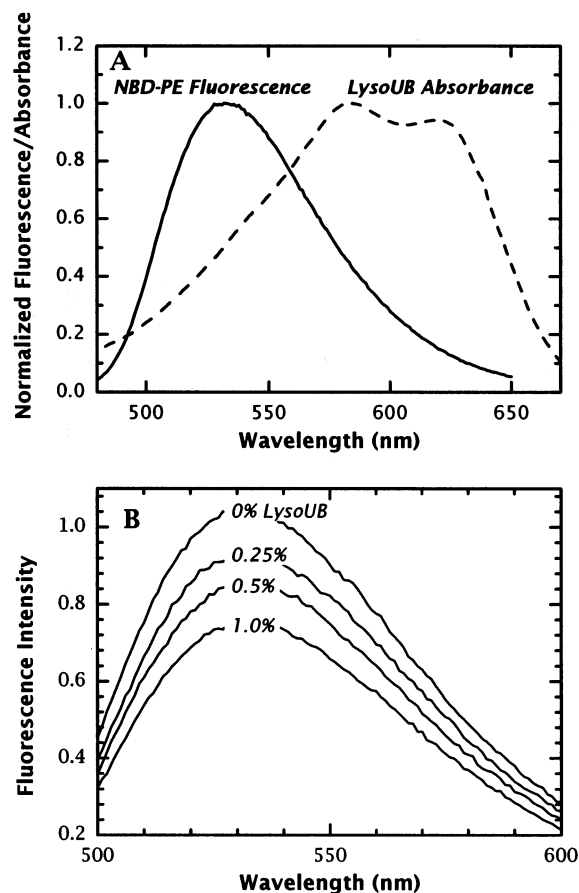 A
NBD-PE Fluorescence LysoUB Absorbance
Normalized Fluorescence/Absorbance
1.2
1.0
0.8
0.6
0.4
0.2
0.0
500 550 600 650
Wavelength (nm)
B
0% LysoUB
0.25%
0.5%
1.0%
Fluorescence Intensity
1.0
0.8
0.6
0.4
0.2
500 550 600
Wavelength (nm)